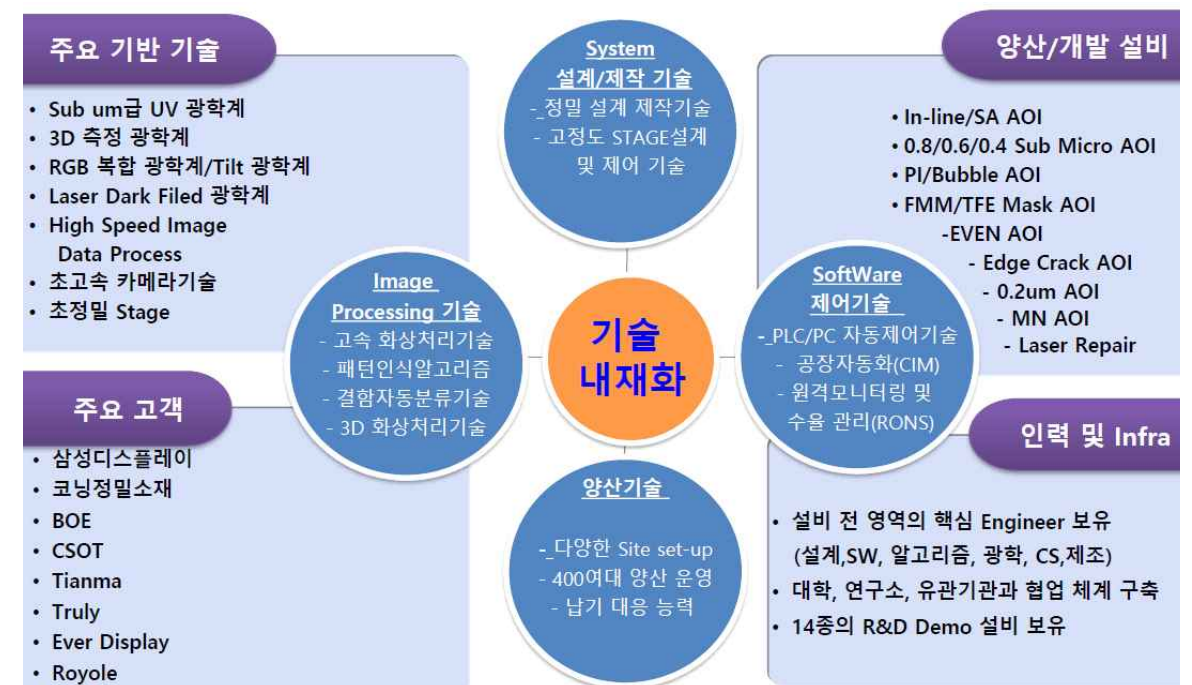 주요 기반 기술
• Sub um급 UV 광학계
• 3D 측정 광학계
• RGB 복합 광학계/Tilt 광학계
• Laser Dark Filed 광학계
• High Speed Image
Data Process
• 초고속 카메라기술
• 초정밀 Stage
System
설계/제작 기술
-_정밀 설계 제작기술
- 고정도 STAGE설계
및 제어 기술
양산/개발 설비
• In-line/SA AOI
• 0.8/0.6/0.4 Sub Micro AOI
• PI/Bubble AOI
• FMM/TFE Mask AOI
-EVEN AOI
- Edge Crack AOI
- 0.2um AOI
- MN AOI
- Laser Repair
Image
Processing 기술
- 고속 화상처리기술
- 패턴인식알고리즘
- 결함자동분류기술
- 3D 화상처리기술
기술
내재화
SoftWare
제어기술
-_PLC/PC 자동제어기술
- 공장자동화(CIM)
- 원격모니터링 및
수율 관리(RONS)
주요 고객
• 삼성디스플레이
• 코닝정밀소재
• BOE
• CSOT
• Tianma
• Truly
• Ever Display
• Royole
양산기술
-_다양한 Site set-up
- 400여대 양산 운영
- 납기 대응 능력
인력 및 Infra
• 설비 전 영역의 핵심 Engineer 보유
(설계,SW, 알고리즘, 광학, CS,제조)
• 대학, 연구소, 유관기관과 협업 체계 구축
• 14종의 R&D Demo 설비 보유